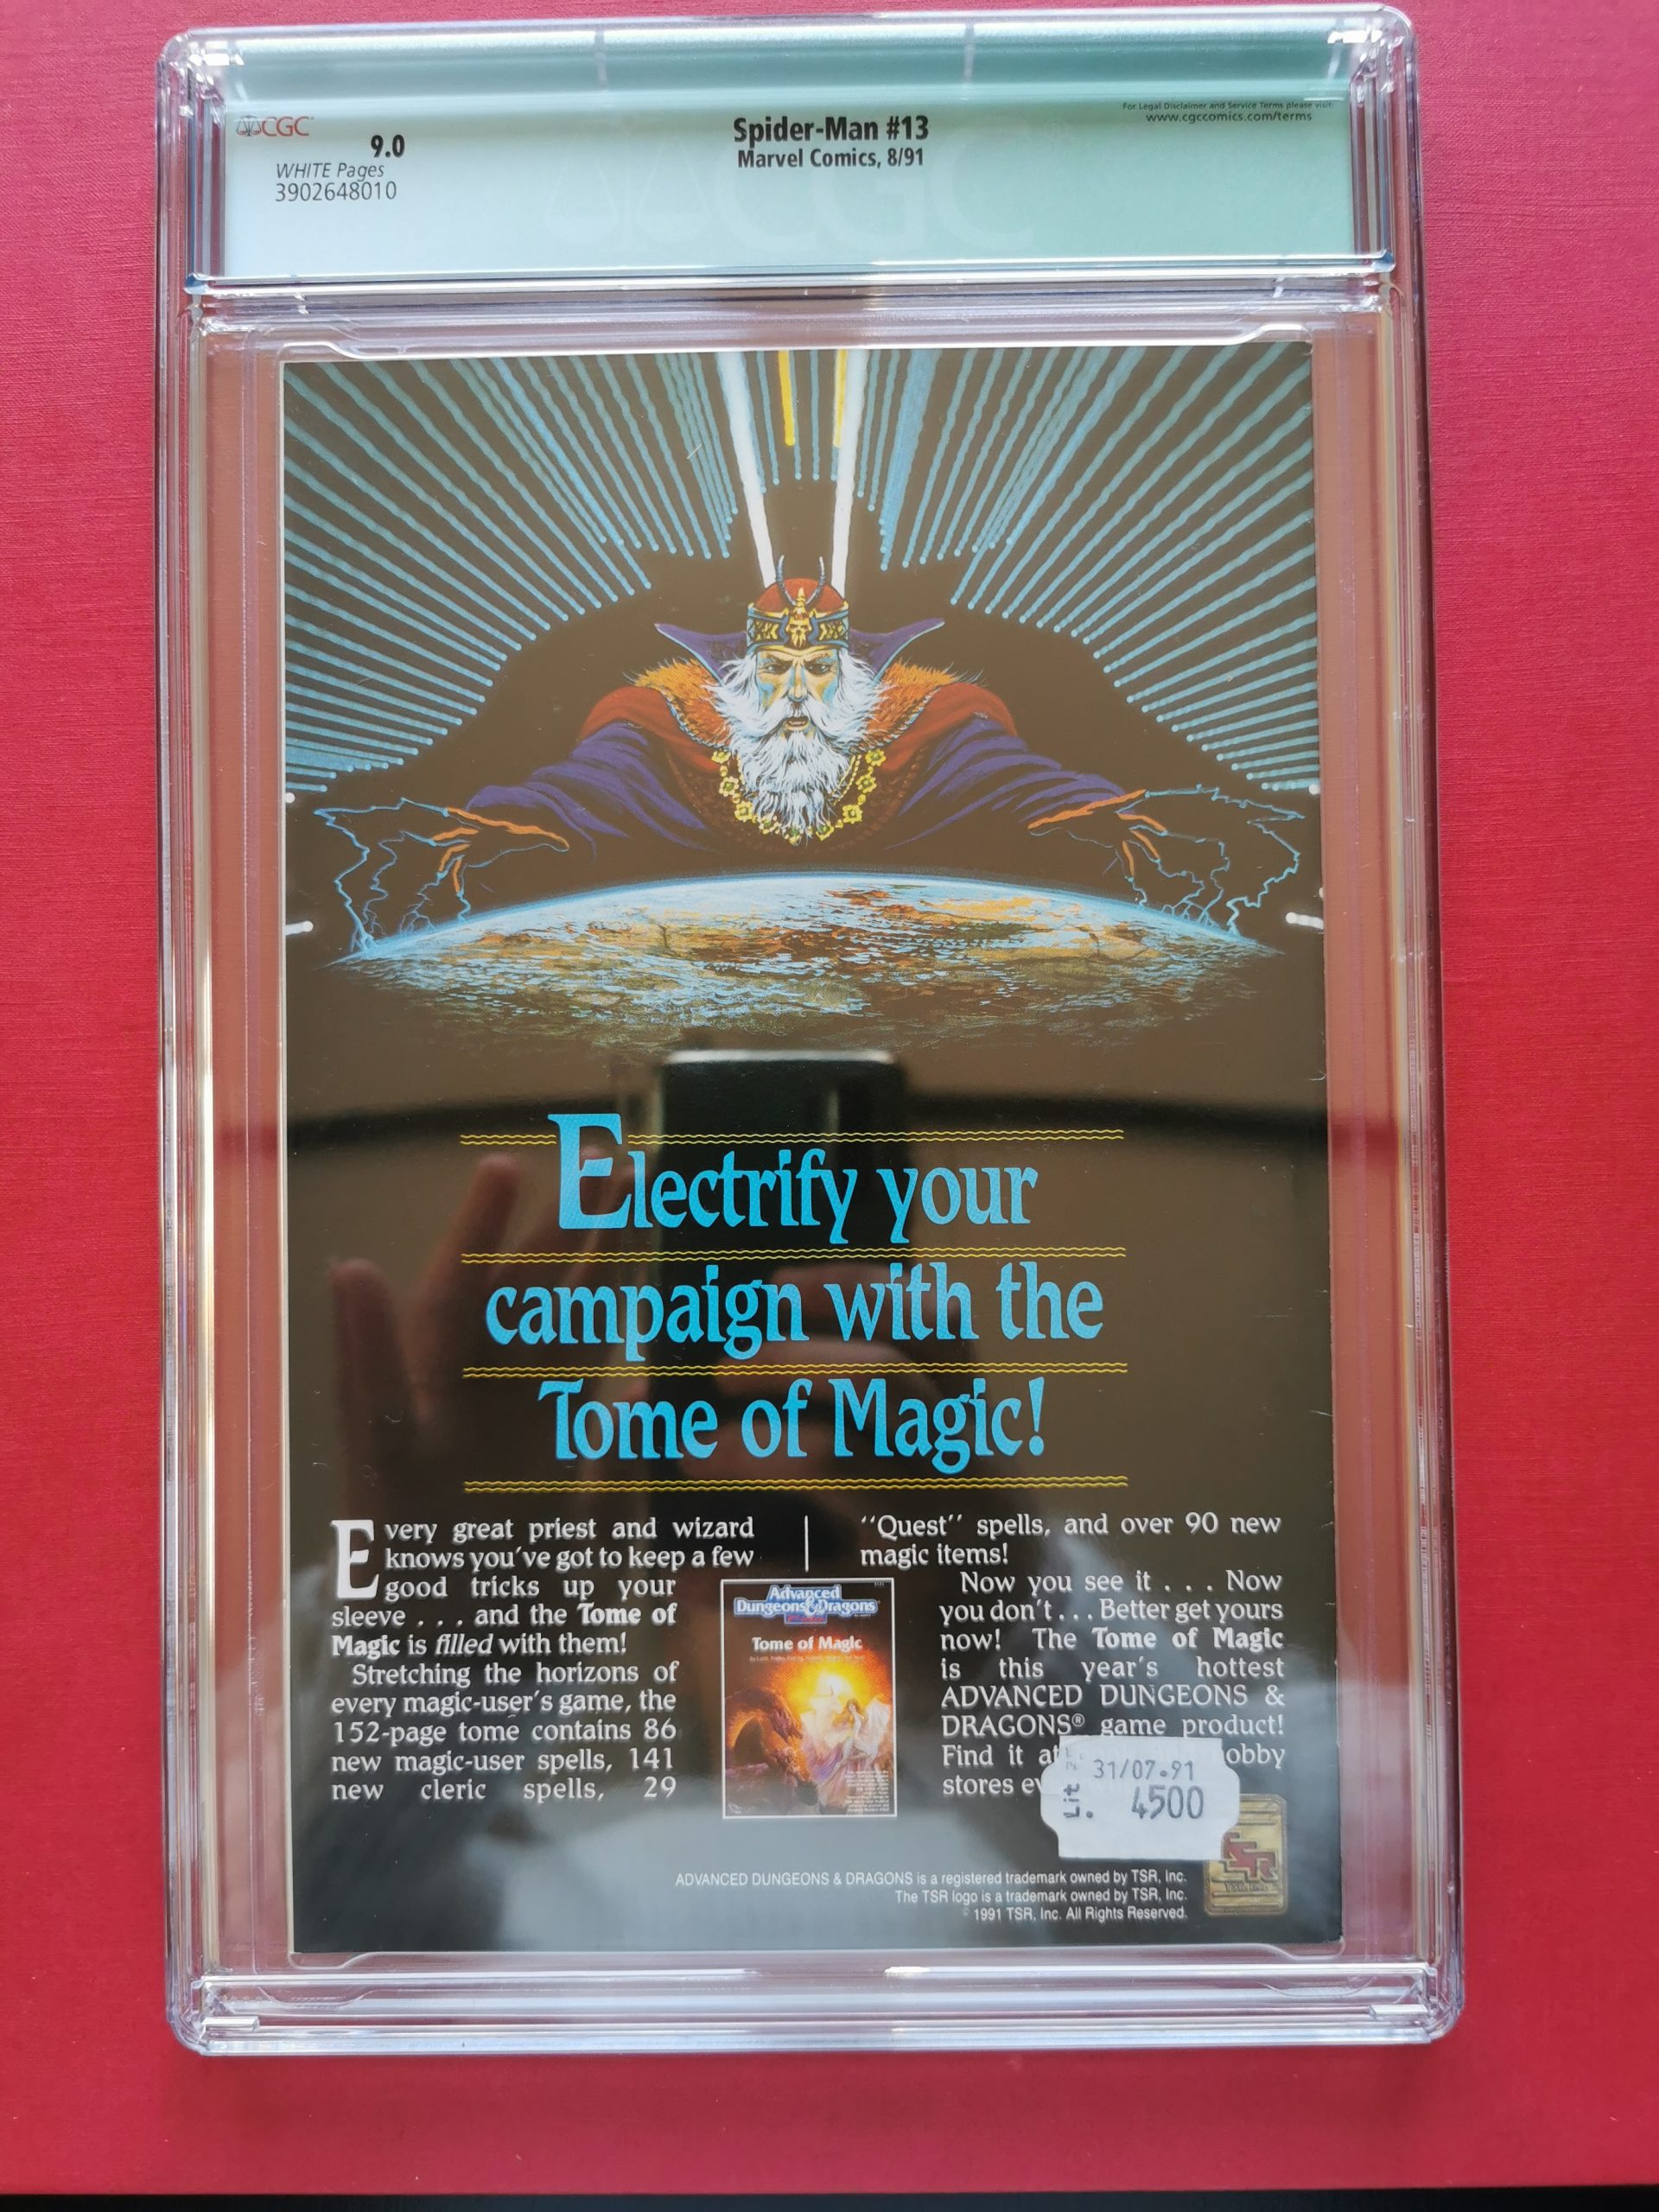 CGC
9.0
WHITE Pages
3902648010
Spider-Man #13
Marvel Comics, 8/91
For Legal Disclaimer and Service Terms please visit:
www.cgccomics.com/terms
Electrify your
campaign with the
Tome of Magic!
Every great priest and wizard
knows you've got to keep a few
good tricks up your
sleeve . . . and the Tome of
Magic is filled with them!
Stretching the horizons of
every magic-user's game, the
152-page tome contains 86
new magic-user spells, 141
new cleric spells, 29
''Quest'' spells, and over 90 new
magic items!
Now you see it . . . Now
you don't . . . Better get yours
now! The Tome of Magic
is this year's hottest
ADVANCED DUNGEONS &
DRAGONS® game product!
Find it at
stores
Advanced
Dungeons & Dragons
Tome of Magic
Lit.
31/07.91
4500
TSR
ADVANCED DUNGEONS & DRAGONS is a registered trademark owned by TSR, Inc.
The TSR logo is a trademark owned by TSR, Inc.
© 1991 TSR, Inc. All Rights Reserved.